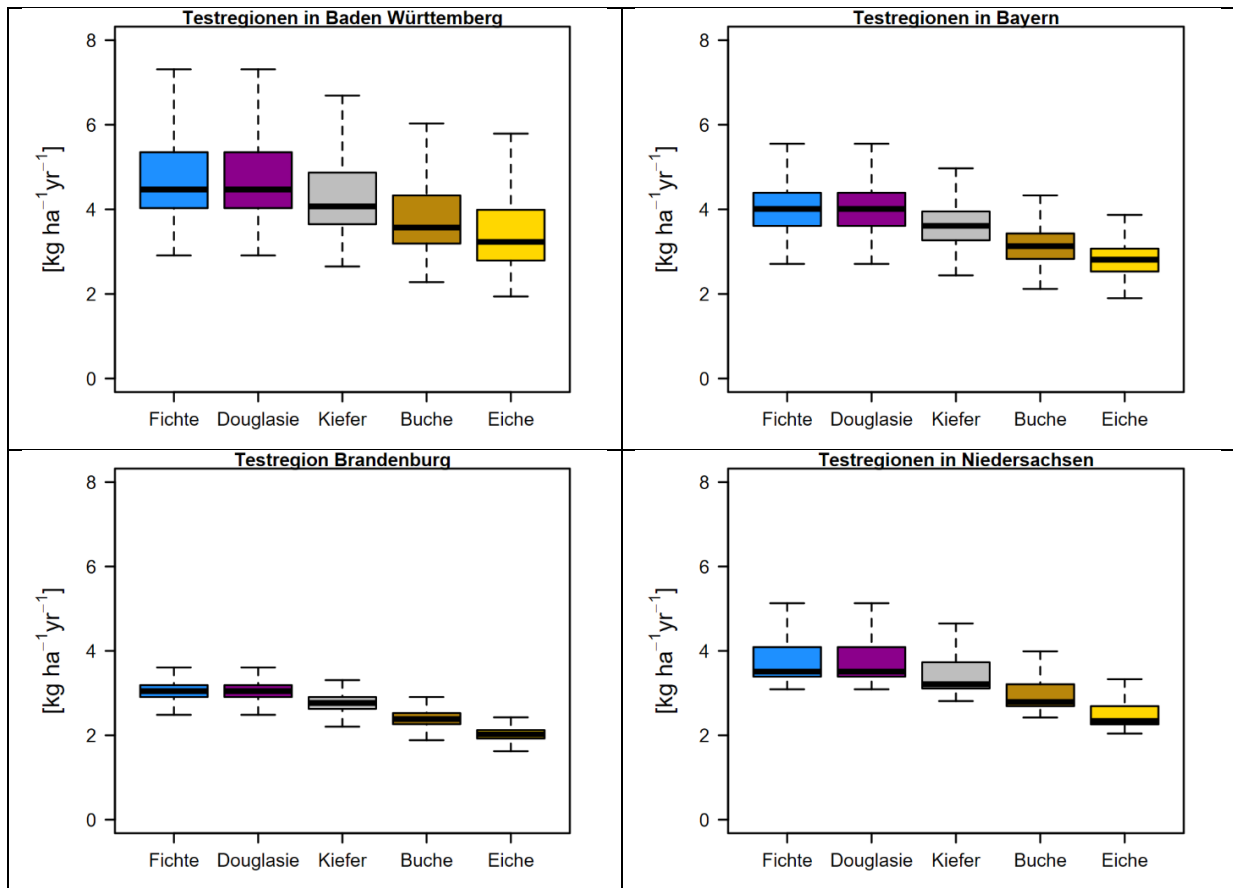 Testregionen in Baden Württemberg
8
6
4
2
0
[kg ha⁻¹yr⁻¹]
Fichte Douglasie Kiefer Buche Eiche
Testregionen in Bayern
8
6
4
2
0
[kg ha⁻¹yr⁻¹]
Fichte Douglasie Kiefer Buche Eiche
Testregion Brandenburg
8
6
4
2
0
[kg ha⁻¹yr⁻¹]
Fichte Douglasie Kiefer Buche Eiche
Testregionen in Niedersachsen
8
6
4
2
0
[kg ha⁻¹yr⁻¹]
Fichte Douglasie Kiefer Buche Eiche